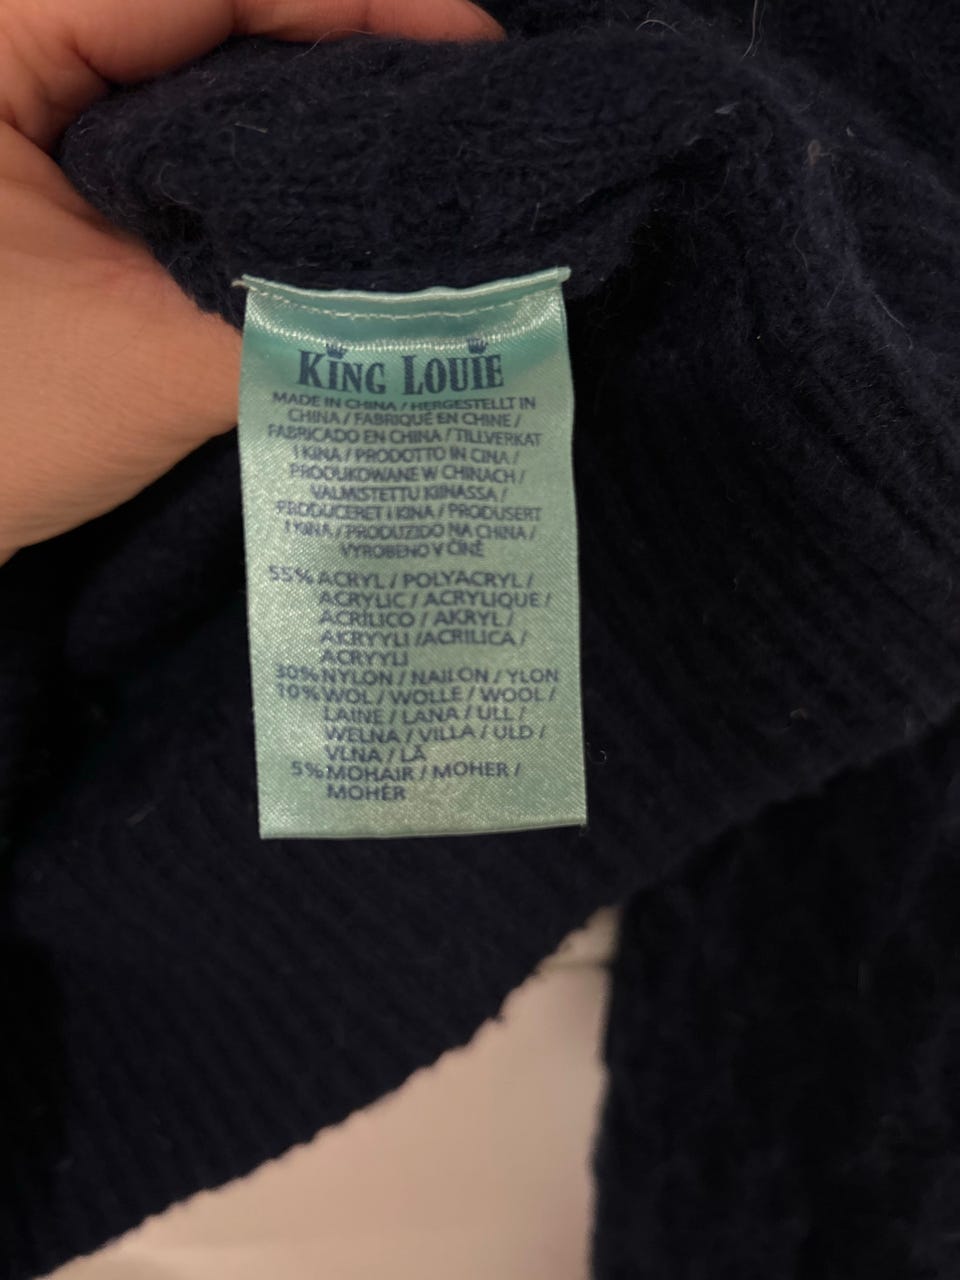 KING LOUIE
MADE IN CHINA / HERGESTELLT IN
CHINA / FABRIQUÉ EN CHINE /
FABRICADO EN CHINA / TILLVERKAT
I KINA / PRODOTTO IN CINA /
PRODUKOWANE W CHINACH /
VALMISTETTU KIINASSA /
PRODUCERET I KINA / PRODUSERT
I KINA / PRODUZIDO NA CHINA /
VYROBENO V ČÍNĚ
55% ACRYL / POLYACRYL /
ACRYLIC / ACRYLIQUE /
ACRÍLICO / AKRYL /
AKRYYLI /ACRILICA /
ACRYYLI
30% NYLON / NAILON / YLON
10% WOL / WOLLE / WOOL /
LAINE / LANA / ULL /
WEŁNA / VILLA / ULD /
VLNA / LÃ
5% MOHAIR / MOHER /
MOHÉR